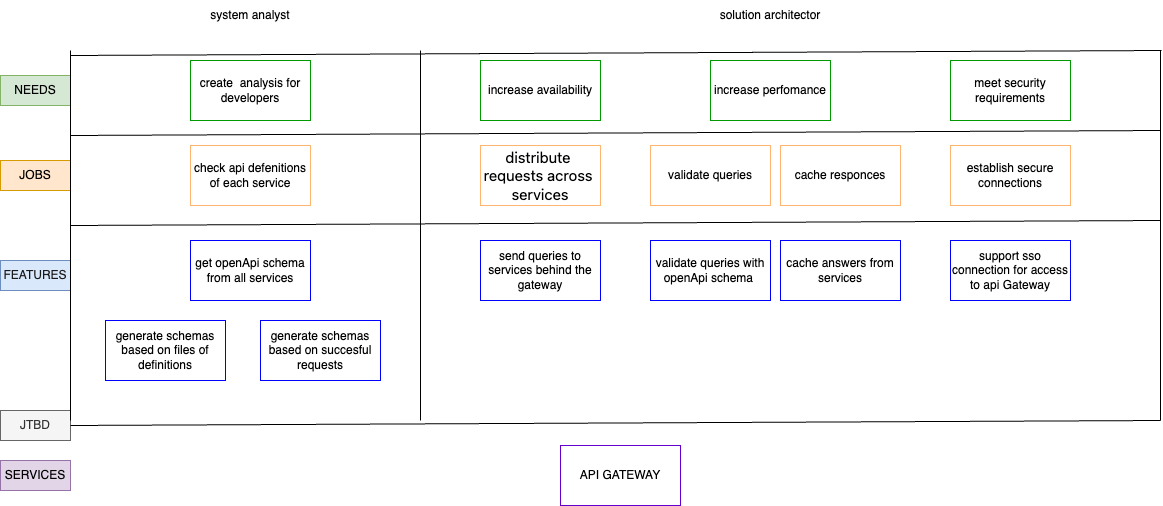 system analyst
solution architector
NEEDS
create analysis for
developers
increase availability
increase perfomance
meet security
requirements
JOBS
check api defenitions
of each service
distribute
requests across
services
validate queries
cache responces
establish secure
connections
FEATURES
get openApi schema
from all services
send queries to
services behind the
gateway
validate queries with
openApi schema
cache answers from
services
support sso
connection for access
to api Gateway
generate schemas
based on files of
definitions
generate schemas
based on succesful
requests
JTBD
SERVICES
API GATEWAY